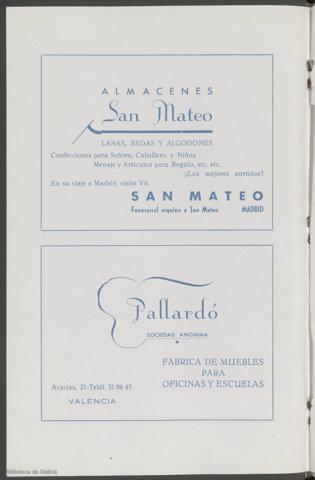 ALMACENES
San Mateo
LANAS, SEDAS Y ALGODONES
Confecciones para Señora, Caballero y Niños
Menaje y Artículos para Regalo, etc. etc.
¡¡Los mejores surtidos!!
En su viaje a Madrid, visite Vd.
SAN MATEO
Fuencarral esquina a San Mateo MADRID
Pallardó
SOCIEDAD ANONIMA
FABRICA DE MUEBLES
PARA
OFICINAS Y ESCUELAS
Acacias, 21-Teléf. 31 06 45
VALENCIA
Biblioteca de Galicia